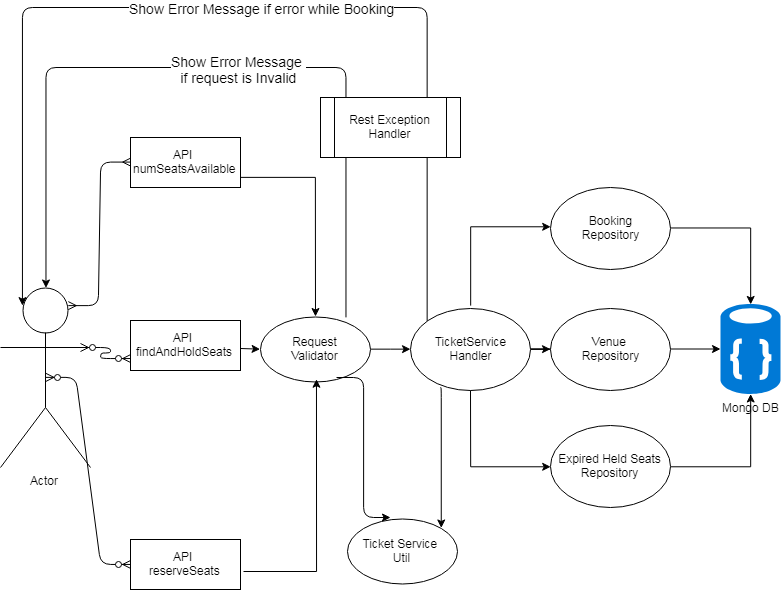 Show Error Message if error while Booking
Show Error Message
if request is Invalid
Rest Exception
Handler
API
numSeatsAvailable
Booking
Repository
API
findAndHoldSeats
Request
Validator
TicketService
Handler
Venue
Repository
{ }
Mongo DB
Expired Held Seats
Repository
Actor
API
reserveSeats
Ticket Service
Util